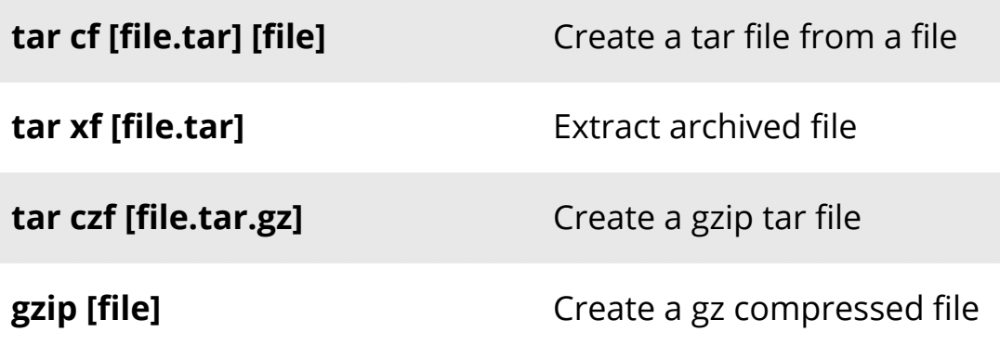 tar cf [file.tar] [file] Create a tar file from a file
tar xf [file.tar] Extract archived file
tar czf [file.tar.gz] Create a gzip tar file
gzip [file] Create a gz compressed file